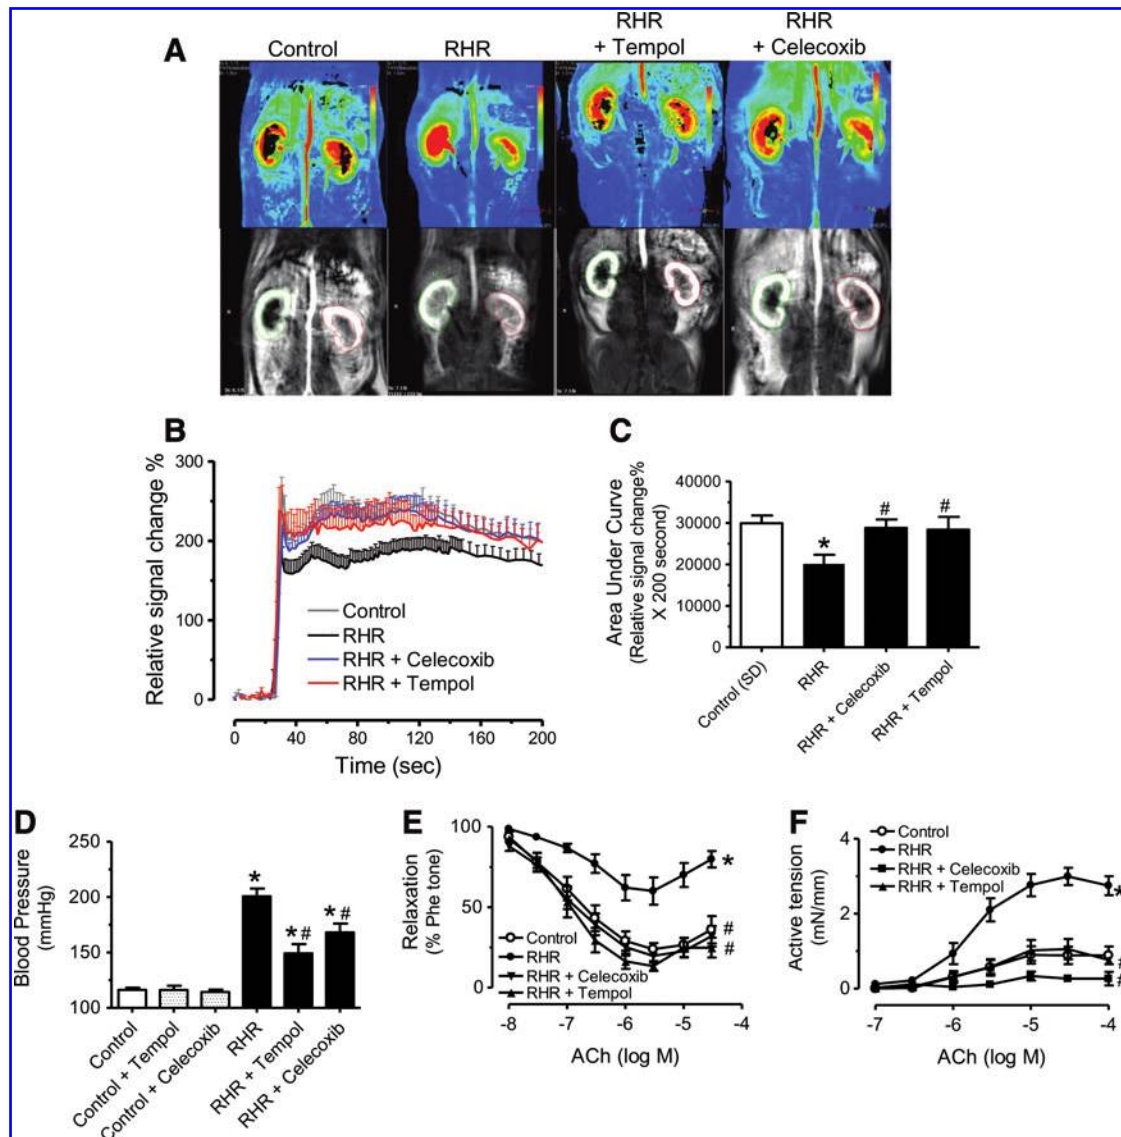 A
Control
RHR
RHR
+ Tempol
RHR
+ Celecoxib
B
Relative signal change %
300
200
100
0
Control
RHR
RHR + Celecoxib
RHR + Tempol
0 40 80 120 160 200
Time (sec)
C
Area Under Curve
(Relative signal change%
X 200 second)
40000
30000
20000
10000
0
*
#
#
Control (SD)
RHR
RHR + Celecoxib
RHR + Tempol
D
Blood Pressure
(mmHg)
250
200
150
100
*
*#
*#
Control
Control + Tempol
Control + Celecoxib
RHR
RHR + Tempol
RHR + Celecoxib
E
Relaxation
(% Phe tone)
100
50
0
*
#
#
Control
RHR
RHR + Celecoxib
RHR + Tempol
-8 -7 -6 -5 -4
ACh (log M)
F
Active tension
(mN/mm)
4
2
0
Control
RHR
RHR + Celecoxib
RHR + Tempol
*
#
#
-7 -6 -5 -4
ACh (log M)